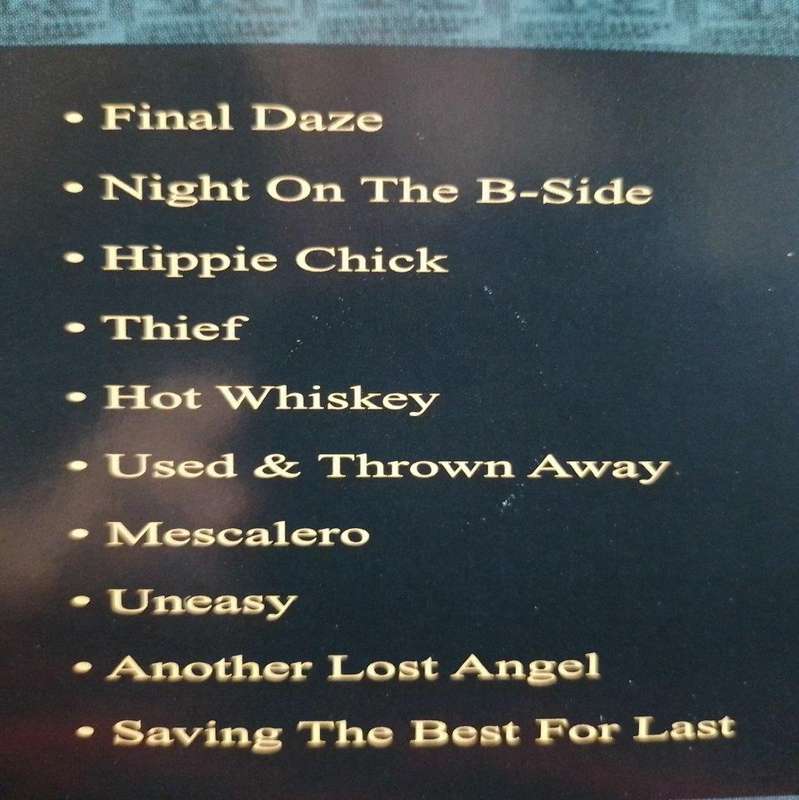 • Final Daze
• Night On The B-Side
• Hippie Chick
• Thief
• Hot Whiskey
• Used & Thrown Away
• Mescalero
• Uneasy
• Another Lost Angel
• Saving The Best For Last